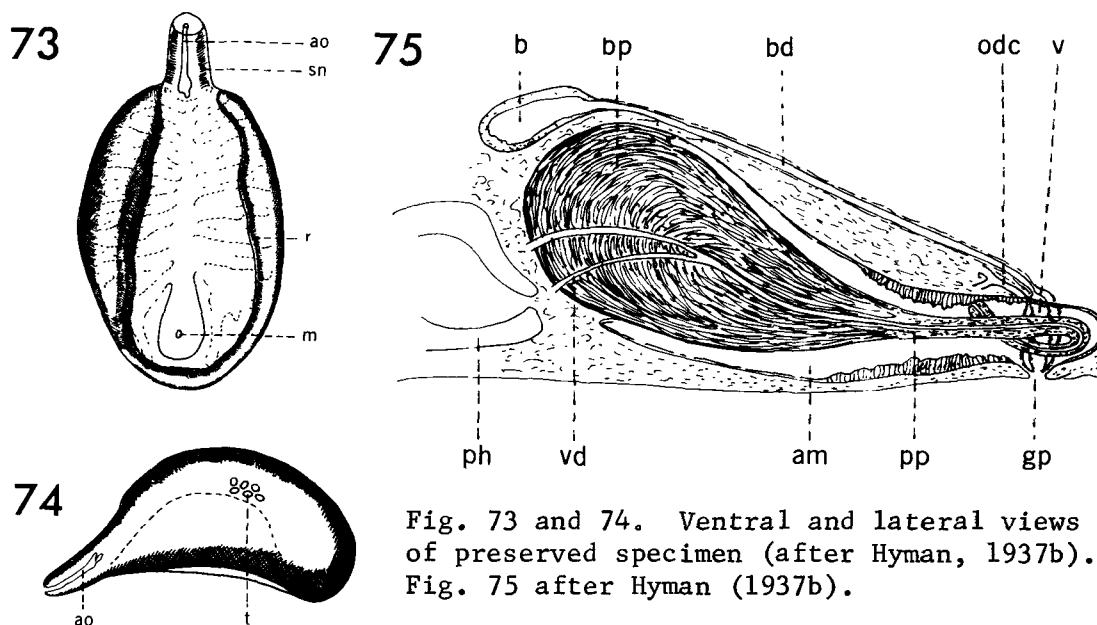 73
ao
sn
r
m
75
b bp bd odc v
ph vd am pp gp
74
ao t
Fig. 73 and 74. Ventral and lateral views
of preserved specimen (after Hyman, 1937b).
Fig. 75 after Hyman (1937b).